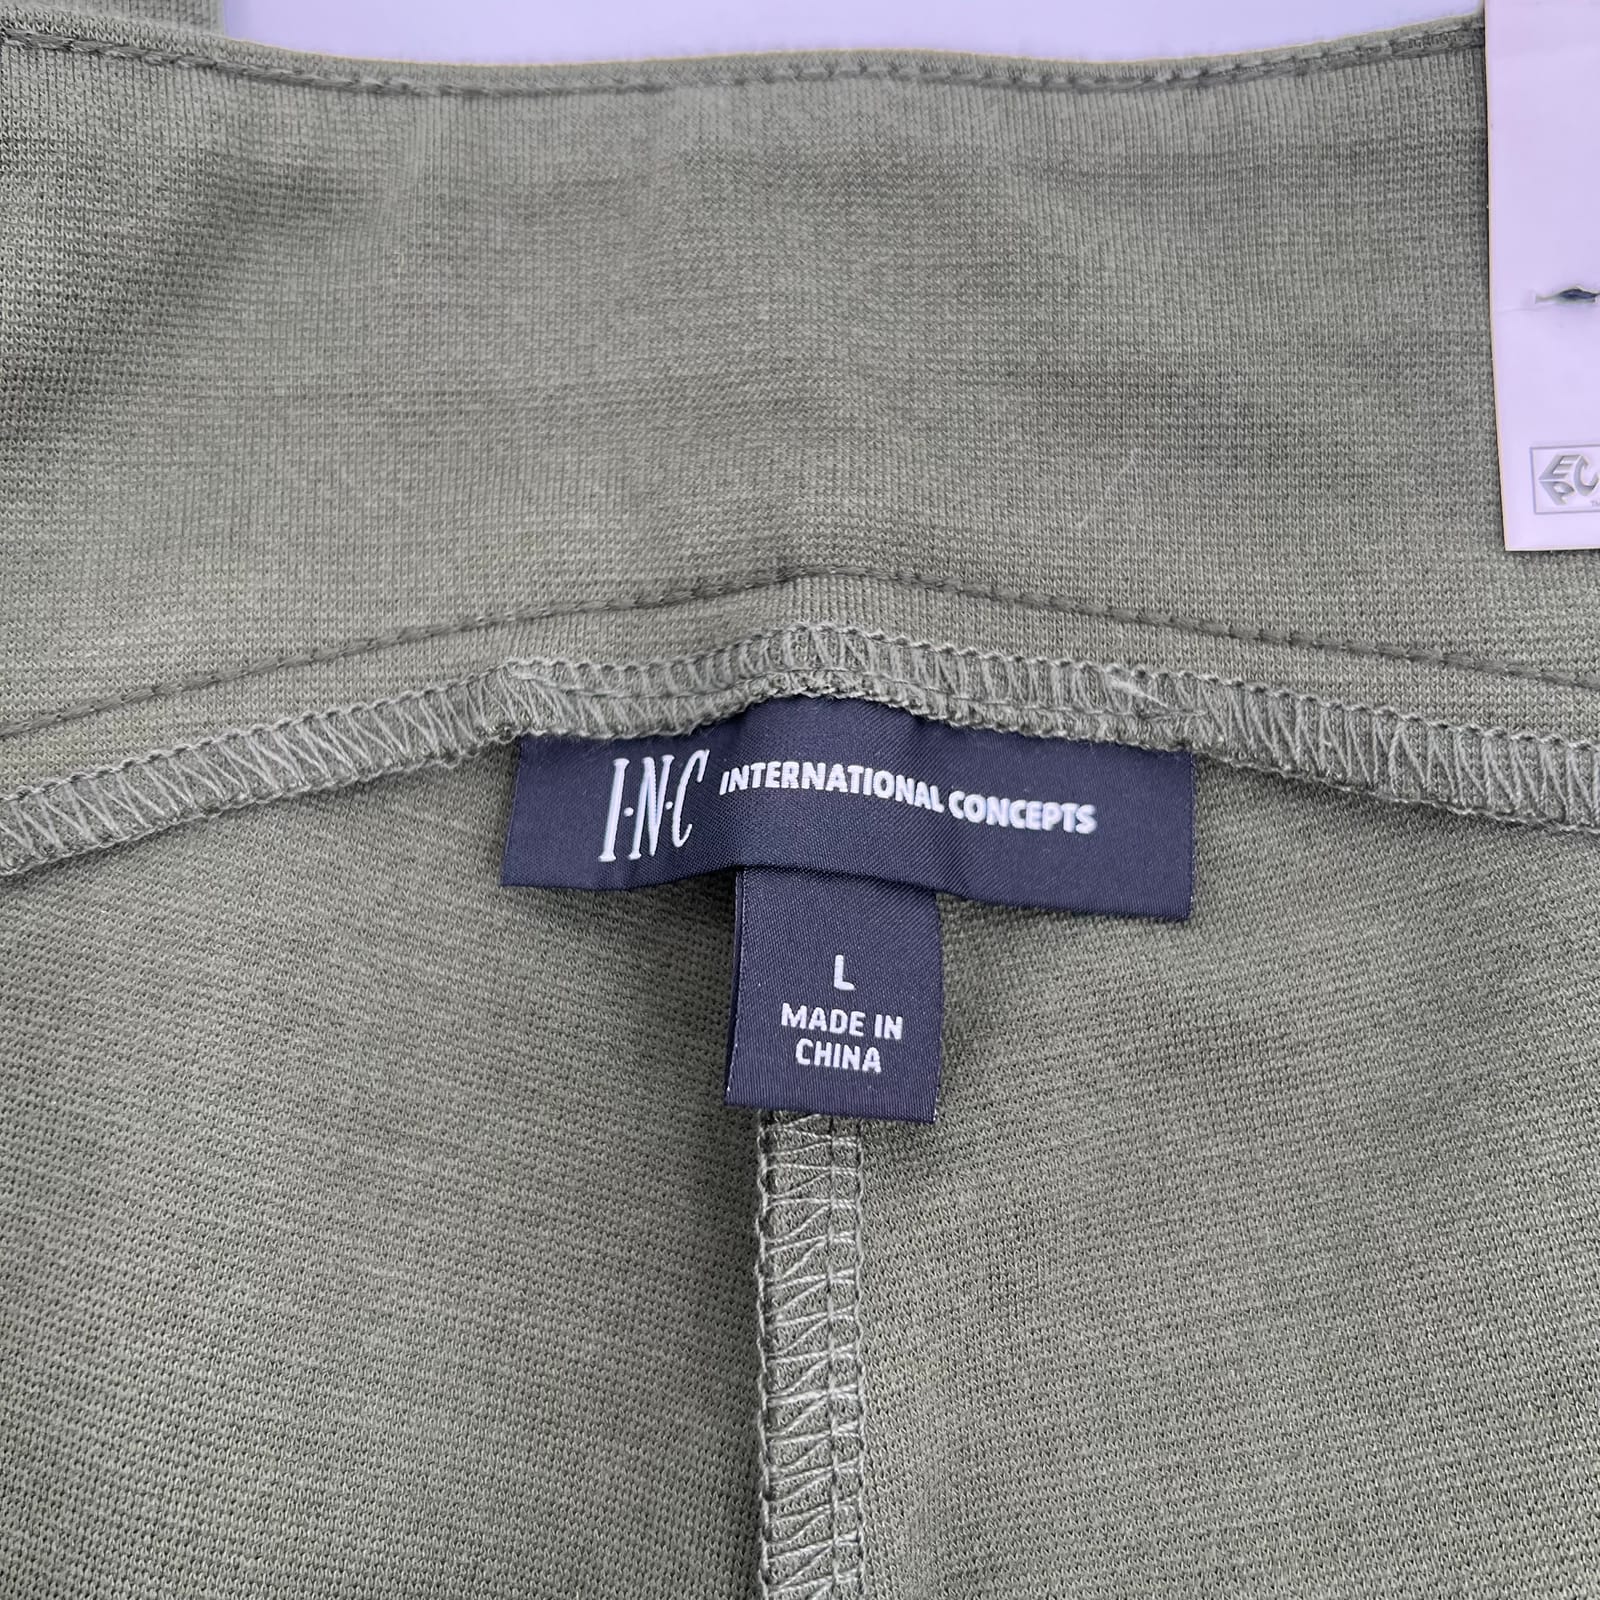 I·N·C INTERNATIONAL CONCEPTS
L
MADE IN
CHINA